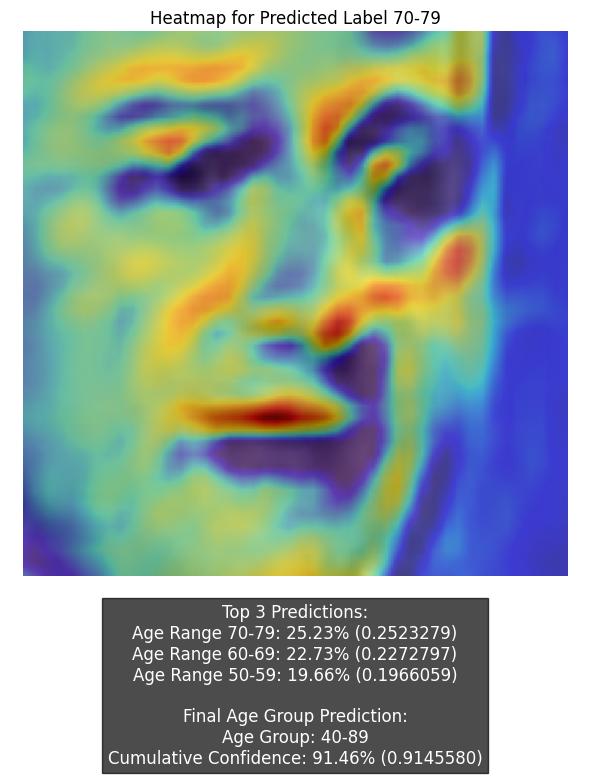 Heatmap for Predicted Label 70-79
Top 3 Predictions:
Age Range 70-79: 25.23% (0.2523279)
Age Range 60-69: 22.73% (0.2272797)
Age Range 50-59: 19.66% (0.1966059)
Final Age Group Prediction:
Age Group: 40-89
Cumulative Confidence: 91.46% (0.9145580)